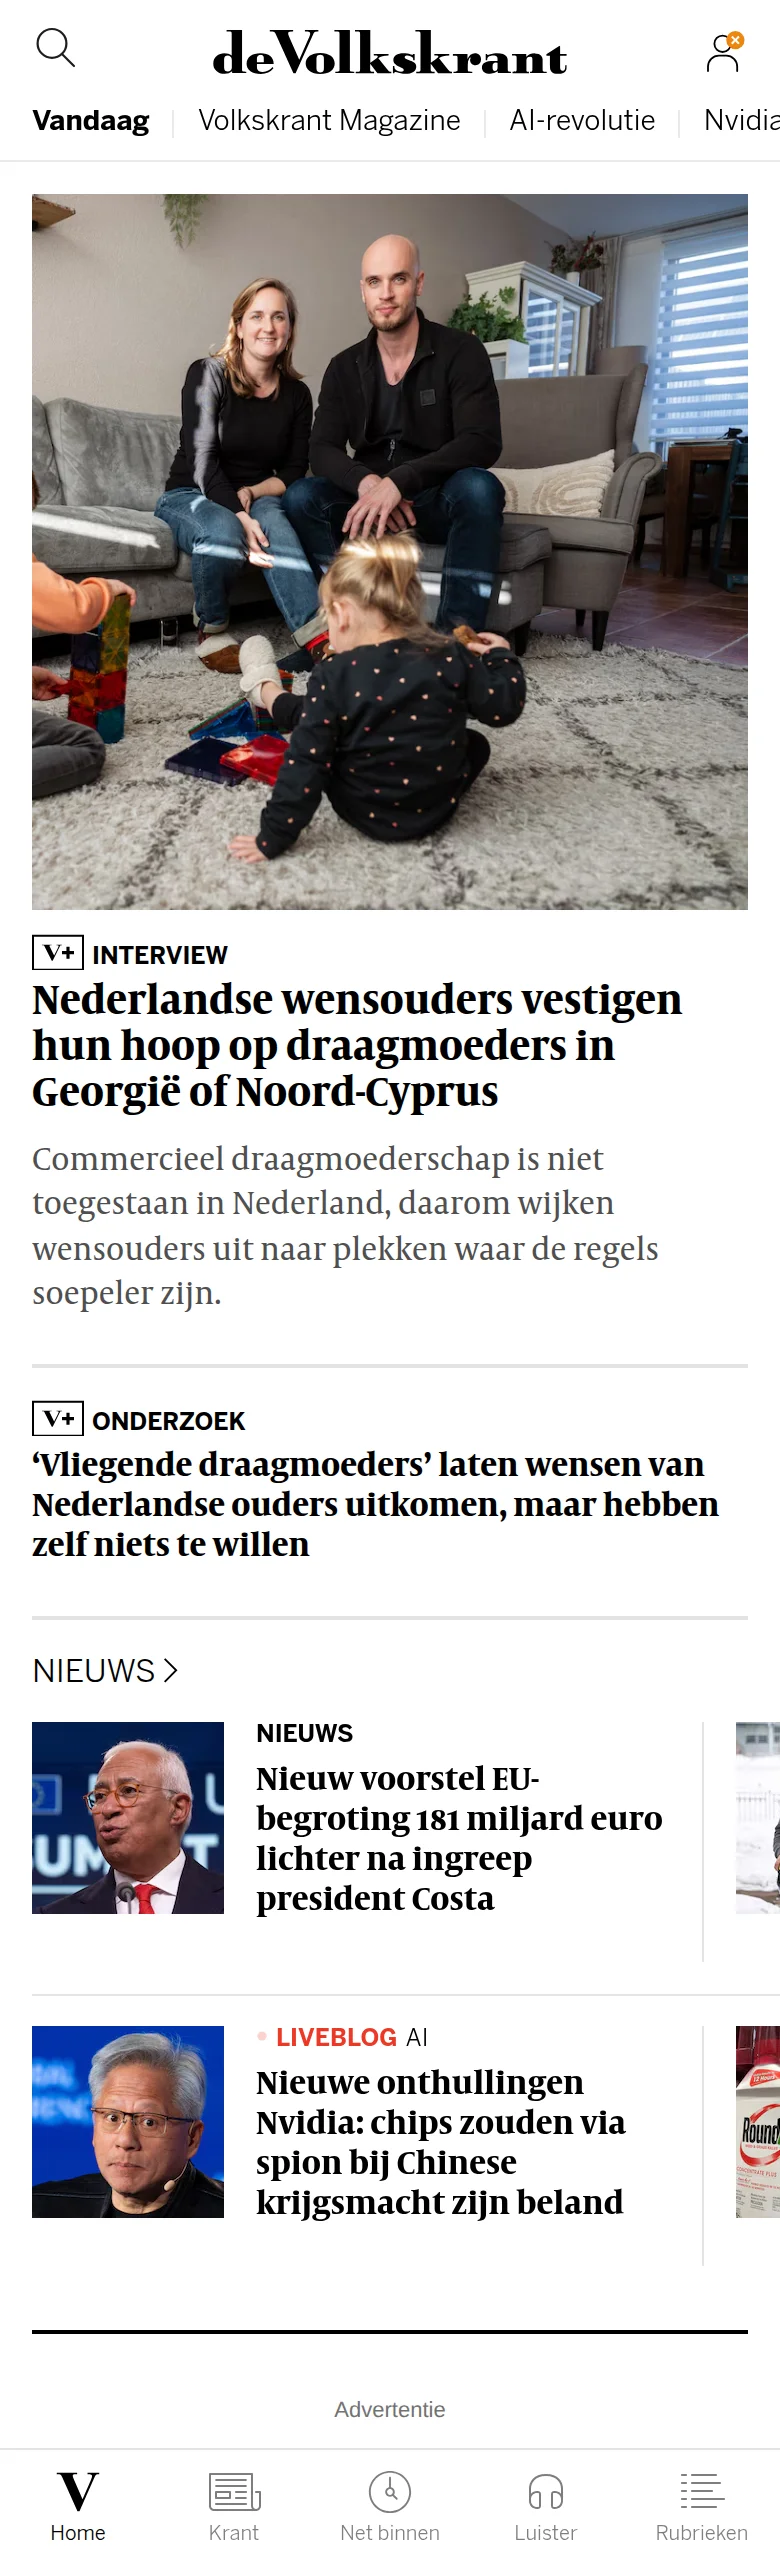 deVolkskrant
Vandaag
Volkskrant Magazine
AI-revolutie
Nvidia
V+ INTERVIEW
Nederlandse wensouders vestigen
hun hoop op draagmoeders in
Georgië of Noord-Cyprus
Commercieel draagmoederschap is niet
toegestaan in Nederland, daarom wijken
wensouders uit naar plekken waar de regels
soepeler zijn.
V+ ONDERZOEK
‘Vliegende draagmoeders’ laten wensen van
Nederlandse ouders uitkomen, maar hebben
zelf niets te willen
NIEUWS
NIEUWS
Nieuw voorstel EU-
begroting 181 miljard euro
lichter na ingreep
president Costa
LIVEBLOG AI
Nieuwe onthullingen
Nvidia: chips zouden via
spion bij Chinese
krijgsmacht zijn beland
Round
Advertentie
Home
Krant
Net binnen
Luister
Rubrieken